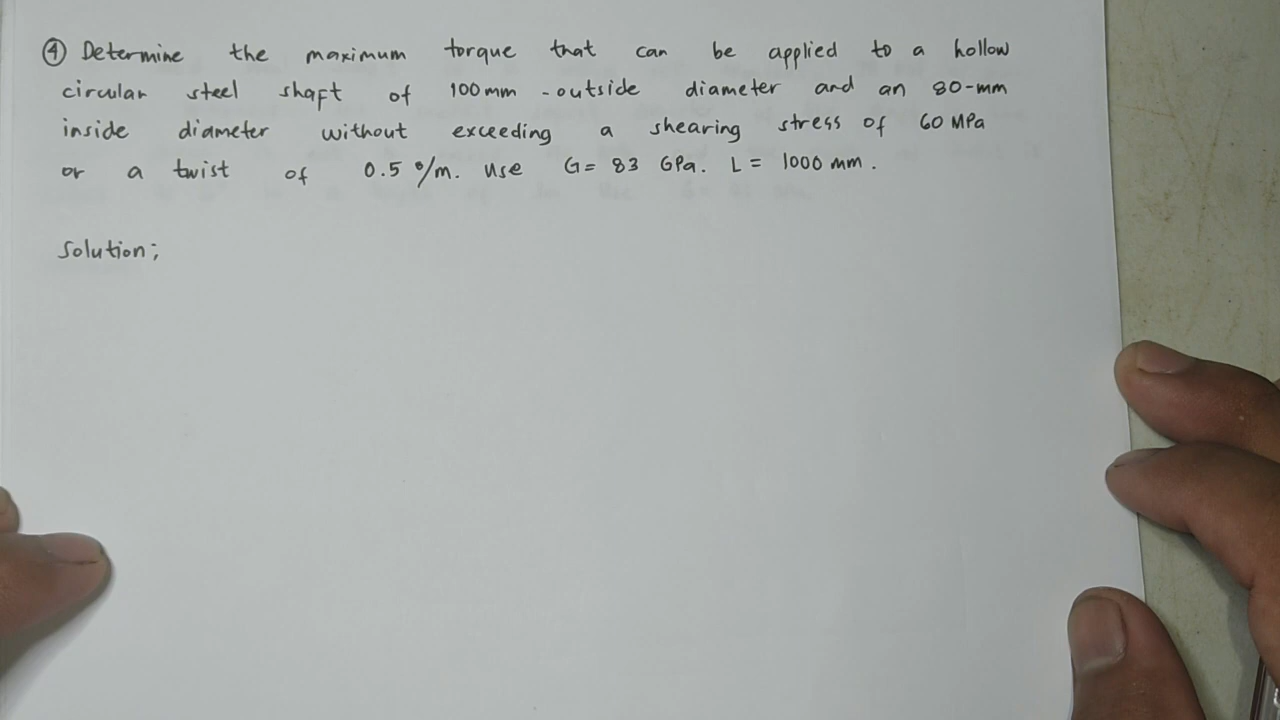 ④ Determine the maximum torque that can be applied to a hollow
circular steel shaft of 100mm -outside diameter and an 80-mm
inside diameter without exceeding a shearing stress of 60 MPa
or a twist of 0.5 °/m. use G= 83 GPa. L = 1000 mm.
Solution;